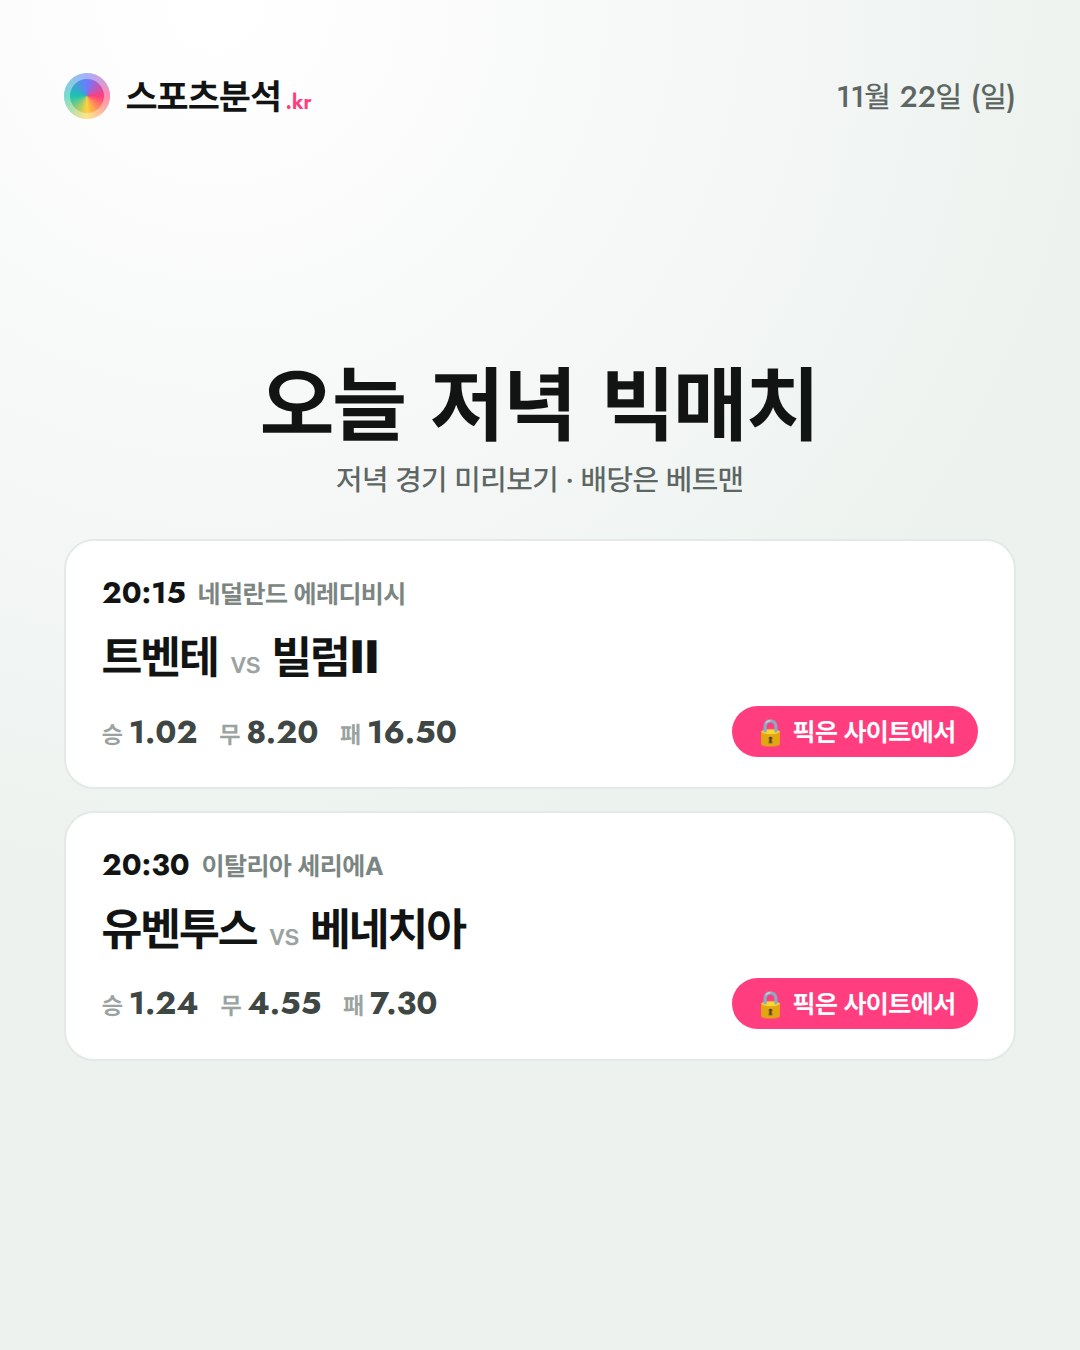 스포츠분석.kr
11월 22일 (일)
오늘 저녁 빅매치
저녁 경기 미리보기 · 배당은 베트맨
20:15 네덜란드 에레디비시
트벤테 vs 빌럼II
승 1.02 무 8.20 패 16.50
🔒 픽은 사이트에서
20:30 이탈리아 세리에A
유벤투스 vs 베네치아
승 1.24 무 4.55 패 7.30
🔒 픽은 사이트에서